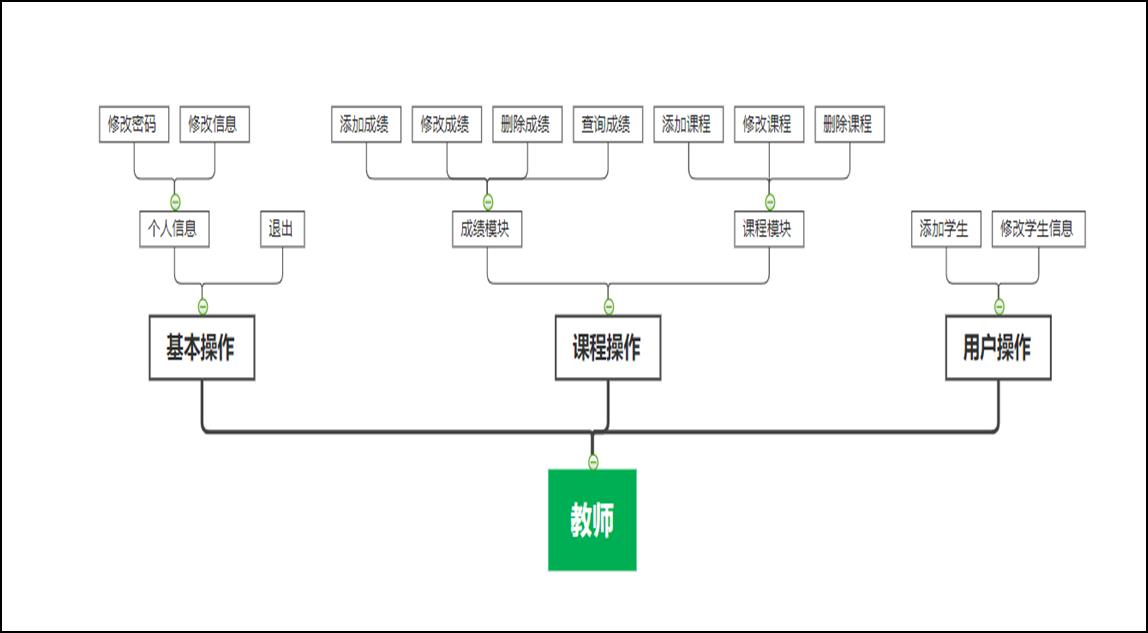 修改密码
修改信息
添加成绩
修改成绩
删除成绩
查询成绩
添加课程
修改课程
删除课程
个人信息
退出
成绩模块
课程模块
添加学生
修改学生信息
基本操作
课程操作
用户操作
教师